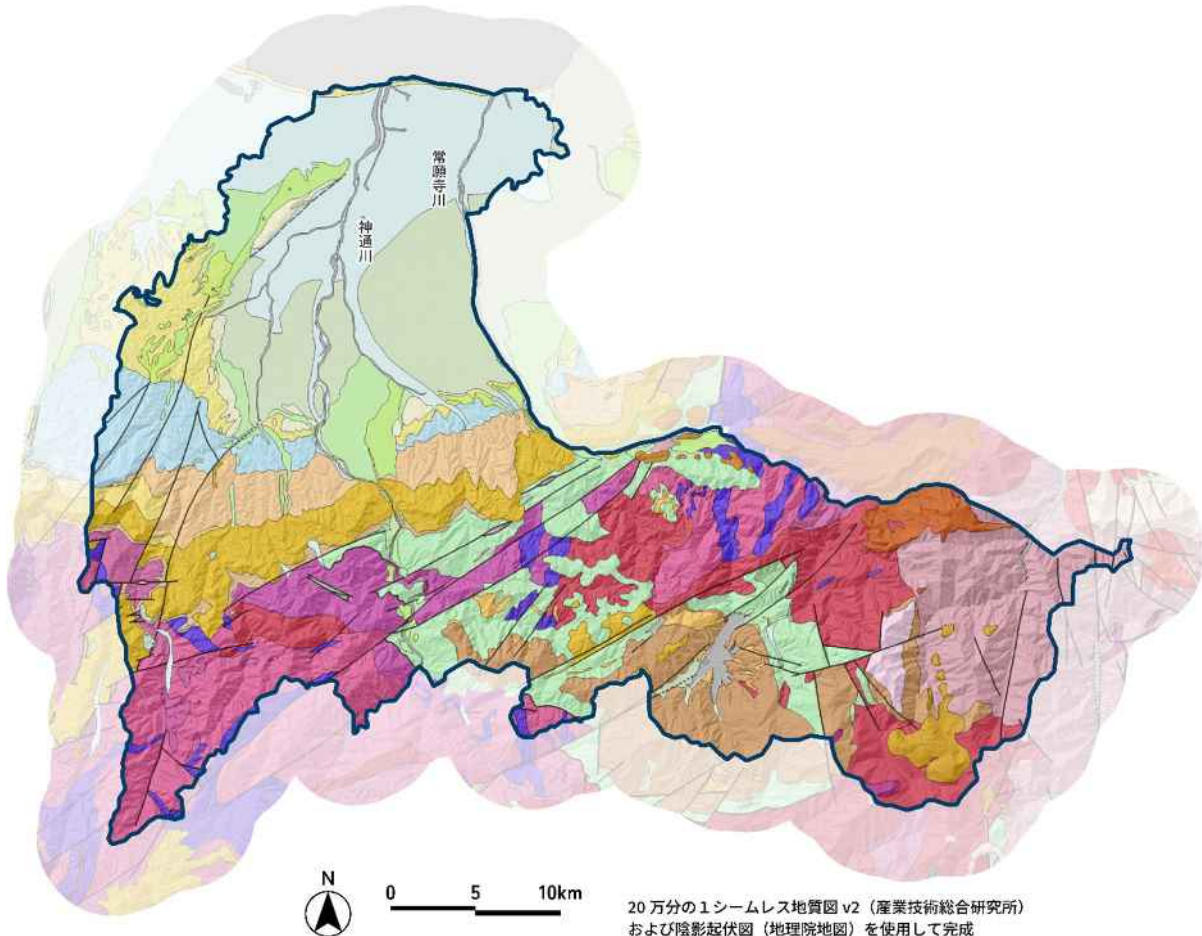 常願寺川
神通川
N
0 5 10km
20 万分の1シームレス地質図 v2（産業技術総合研究所）
および陰影起伏図（地理院地図）を使用して完成